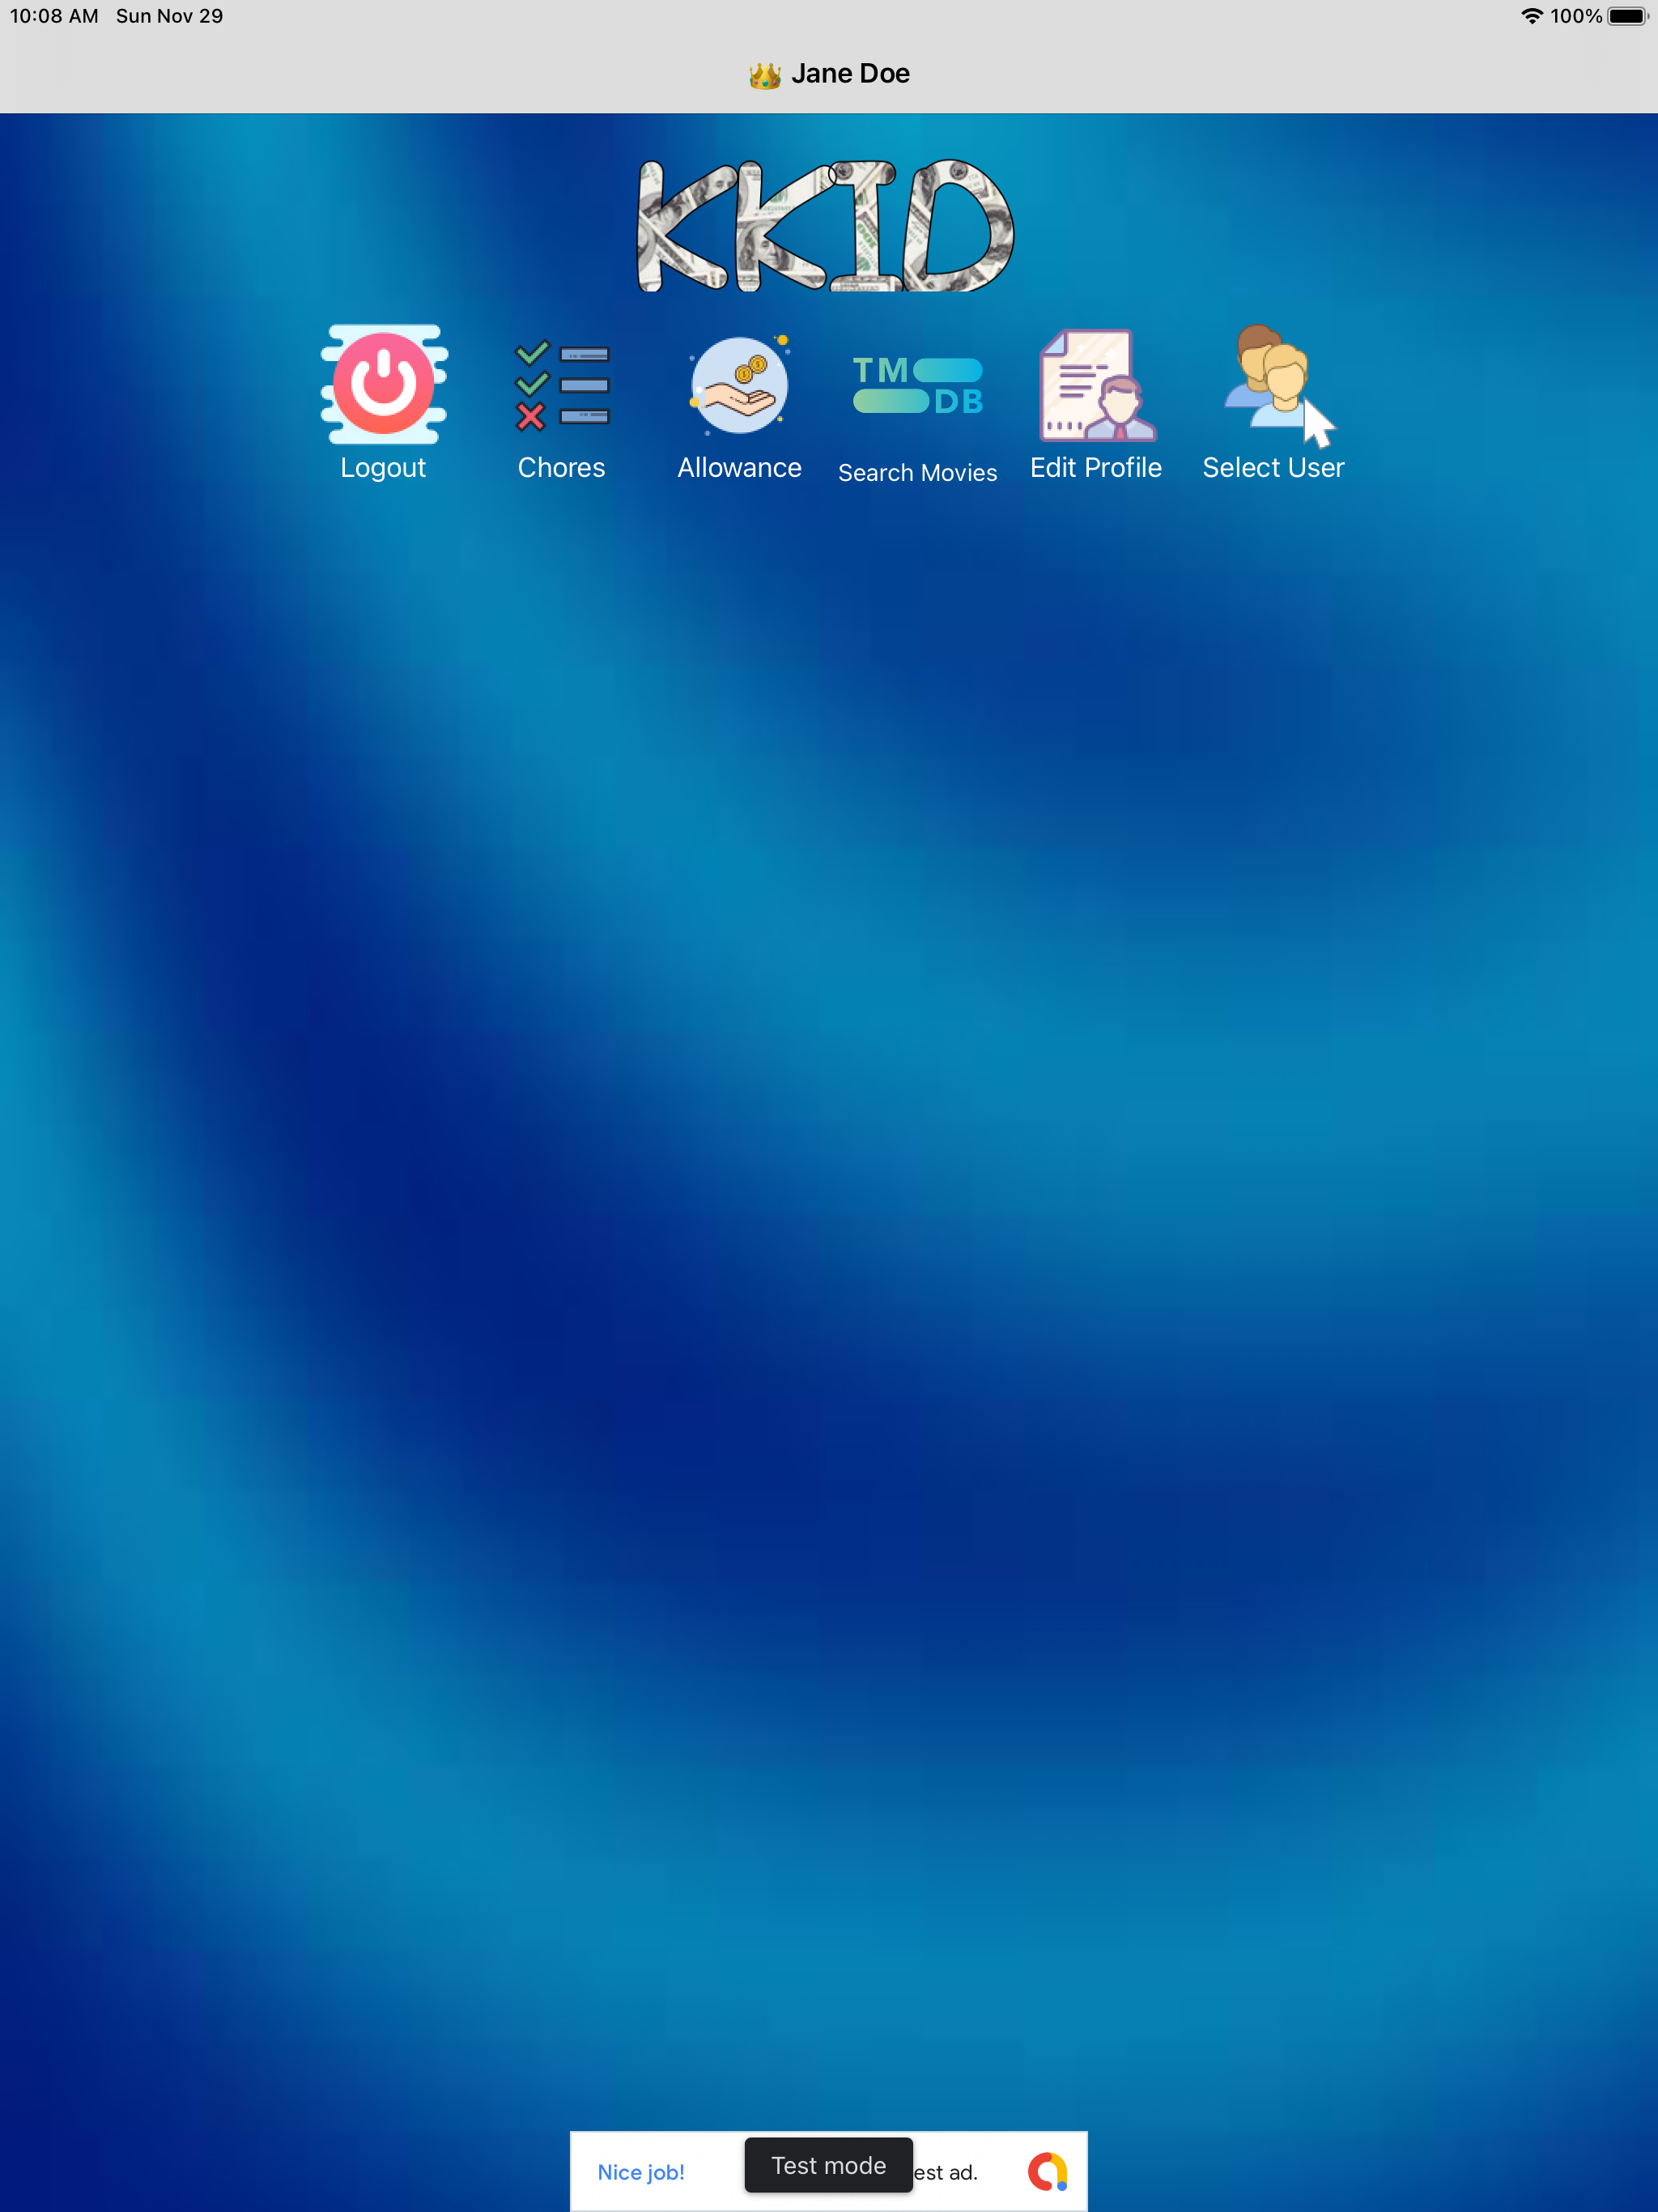 10:08 AM Sun Nov 29 100%
👑 Jane Doe
KKID
TM
DB
Logout Chores Allowance Search Movies Edit Profile Select User
Nice job! Test mode est ad.